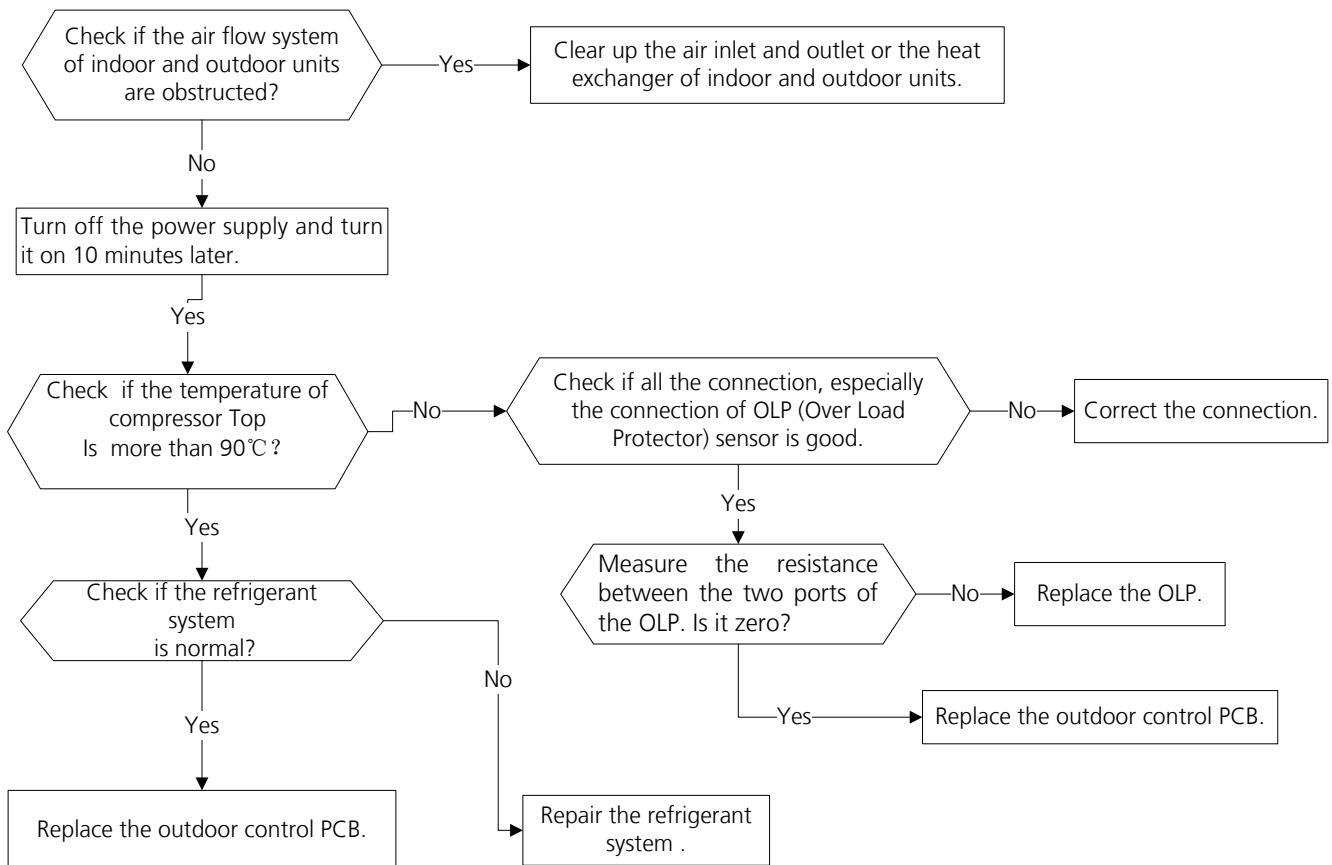 Check if the air flow system
of indoor and outdoor units
are obstructed?
Yes
Clear up the air inlet and outlet or the heat
exchanger of indoor and outdoor units.
No
Turn off the power supply and turn
it on 10 minutes later.
Yes
Check if the temperature of
compressor Top
Is more than 90℃?
No
Check if all the connection, especially
the connection of OLP (Over Load
Protector) sensor is good.
No
Correct the connection.
Yes
Yes
Measure the resistance
between the two ports of
the OLP. Is it zero?
No
Replace the OLP.
Check if the refrigerant
system
is normal?
No
Yes
Yes
Replace the outdoor control PCB.
Replace the outdoor control PCB.
Repair the refrigerant
system .